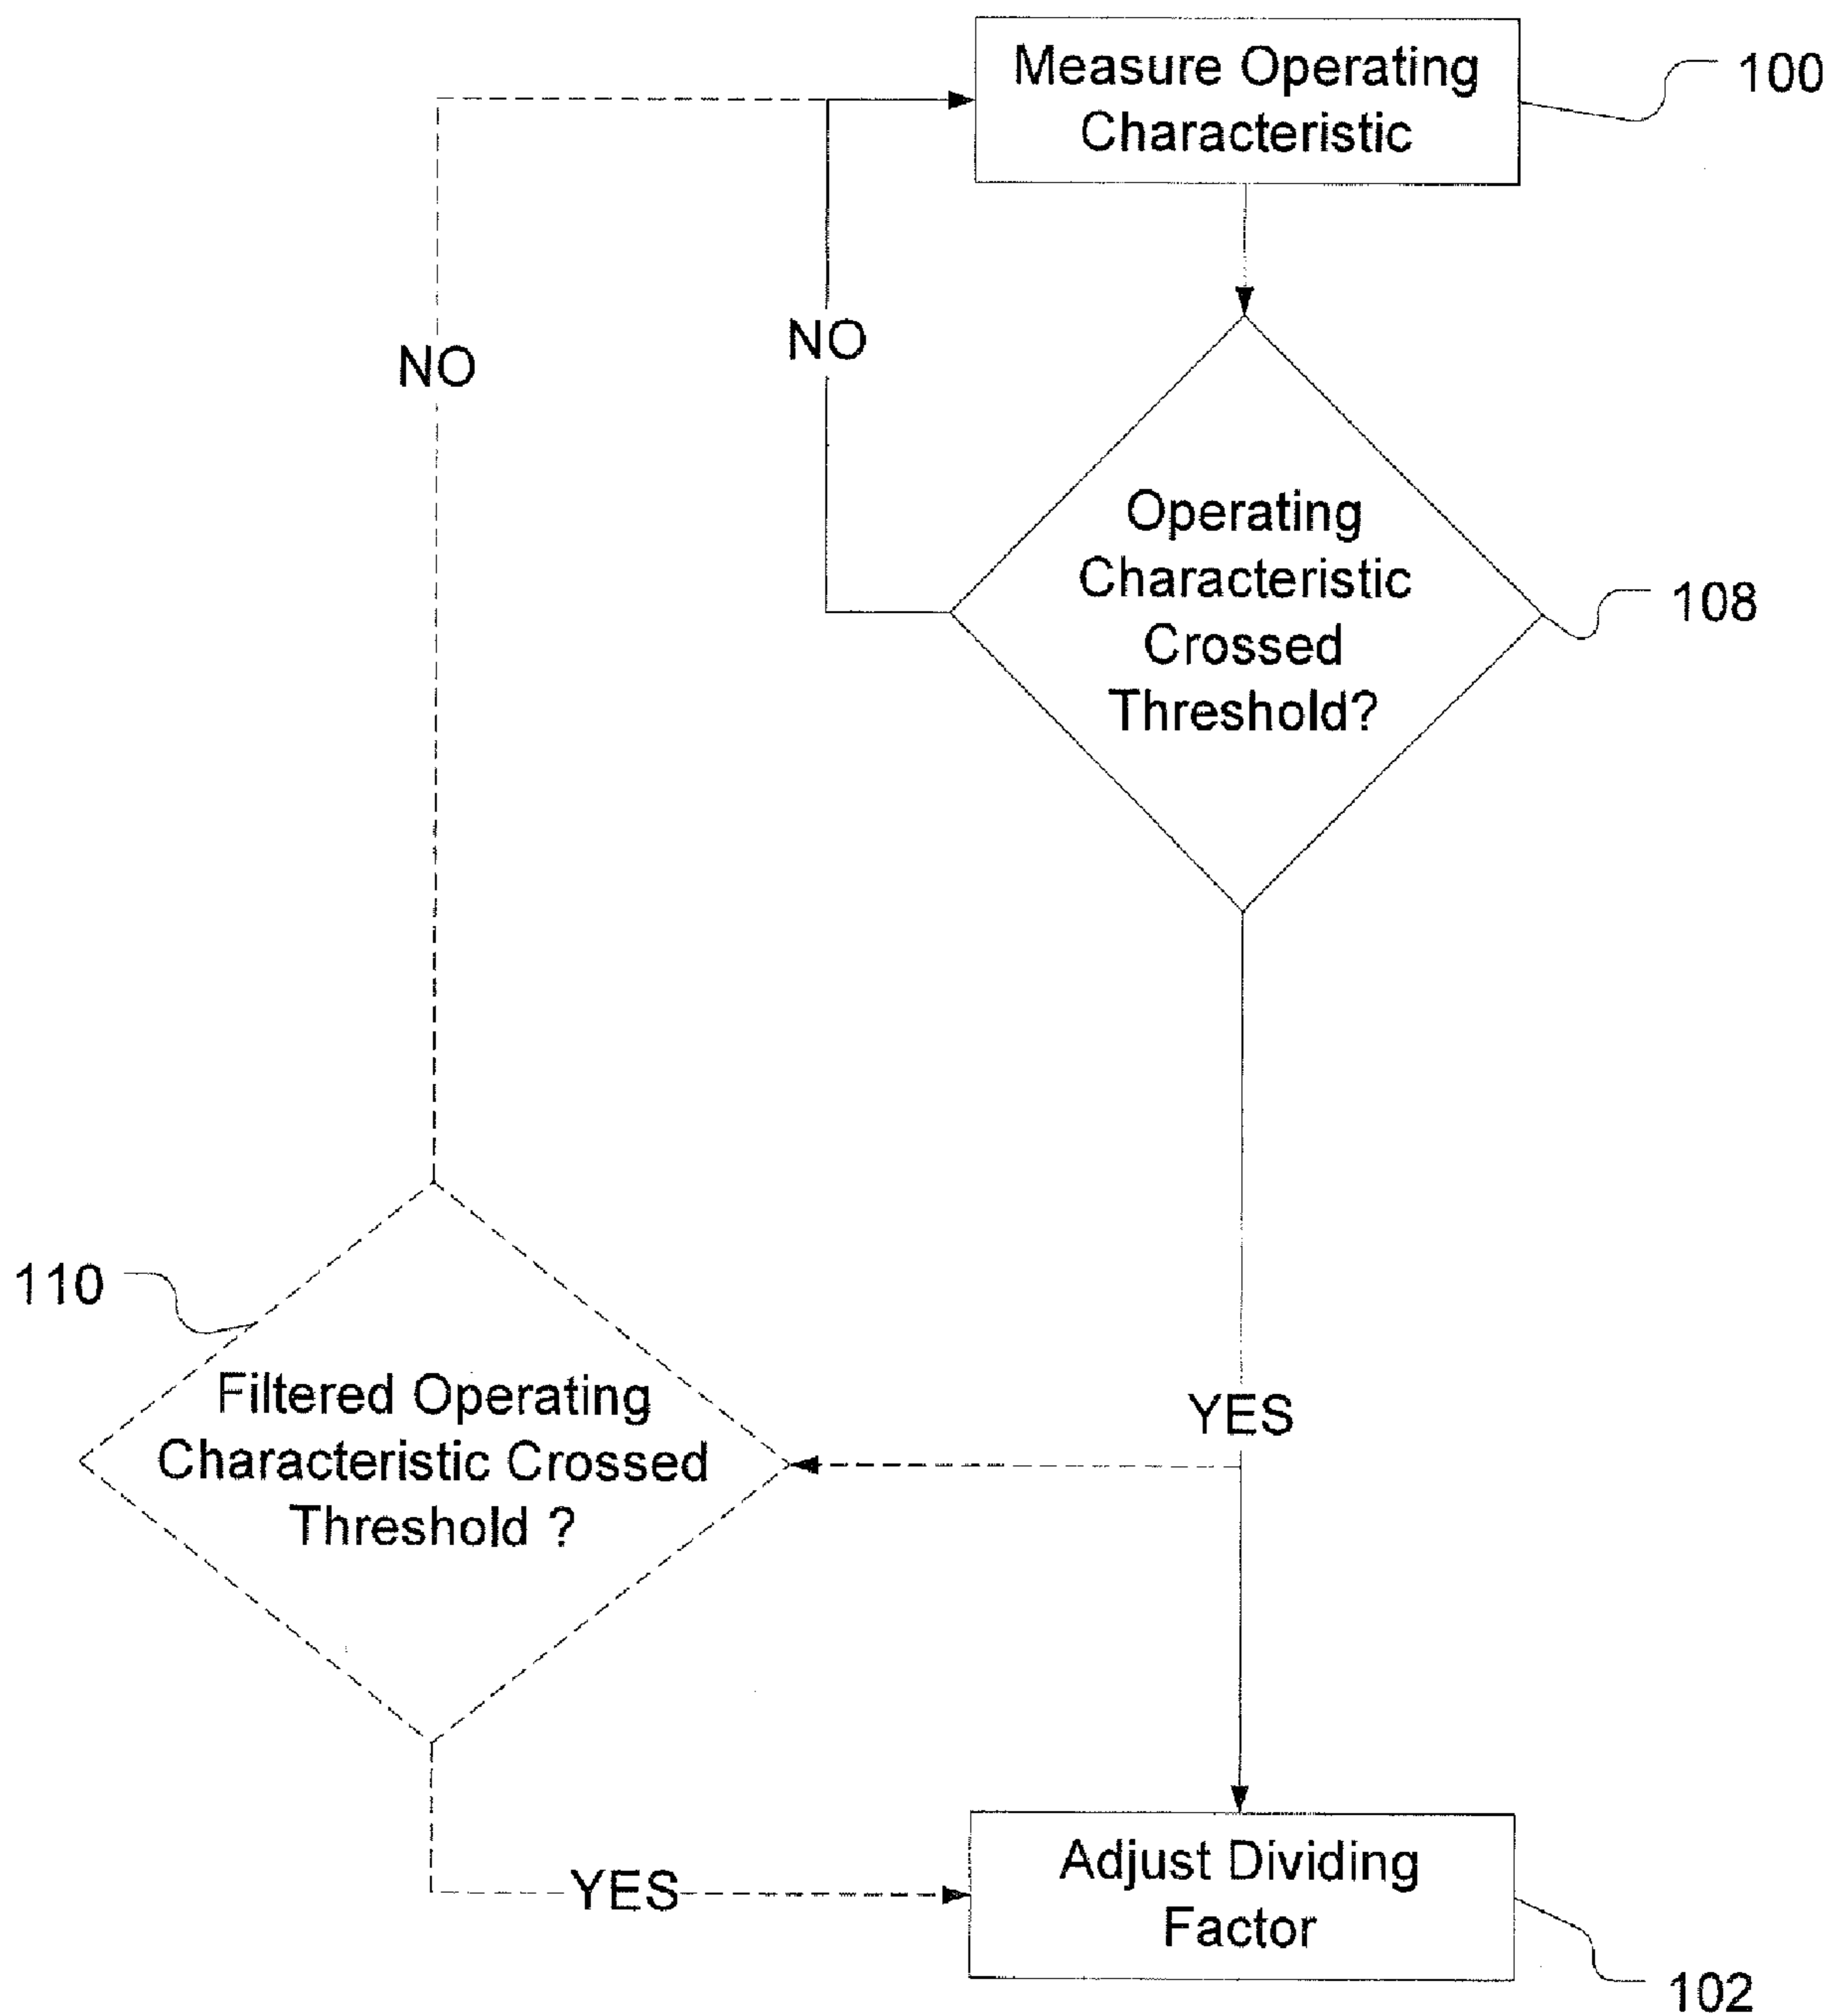 Measure Operating
Characteristic
100
NO
NO
Operating
Characteristic
Crossed
Threshold?
108
110
Filtered Operating
Characteristic Crossed
Threshold ?
YES
YES
Adjust Dividing
Factor
102